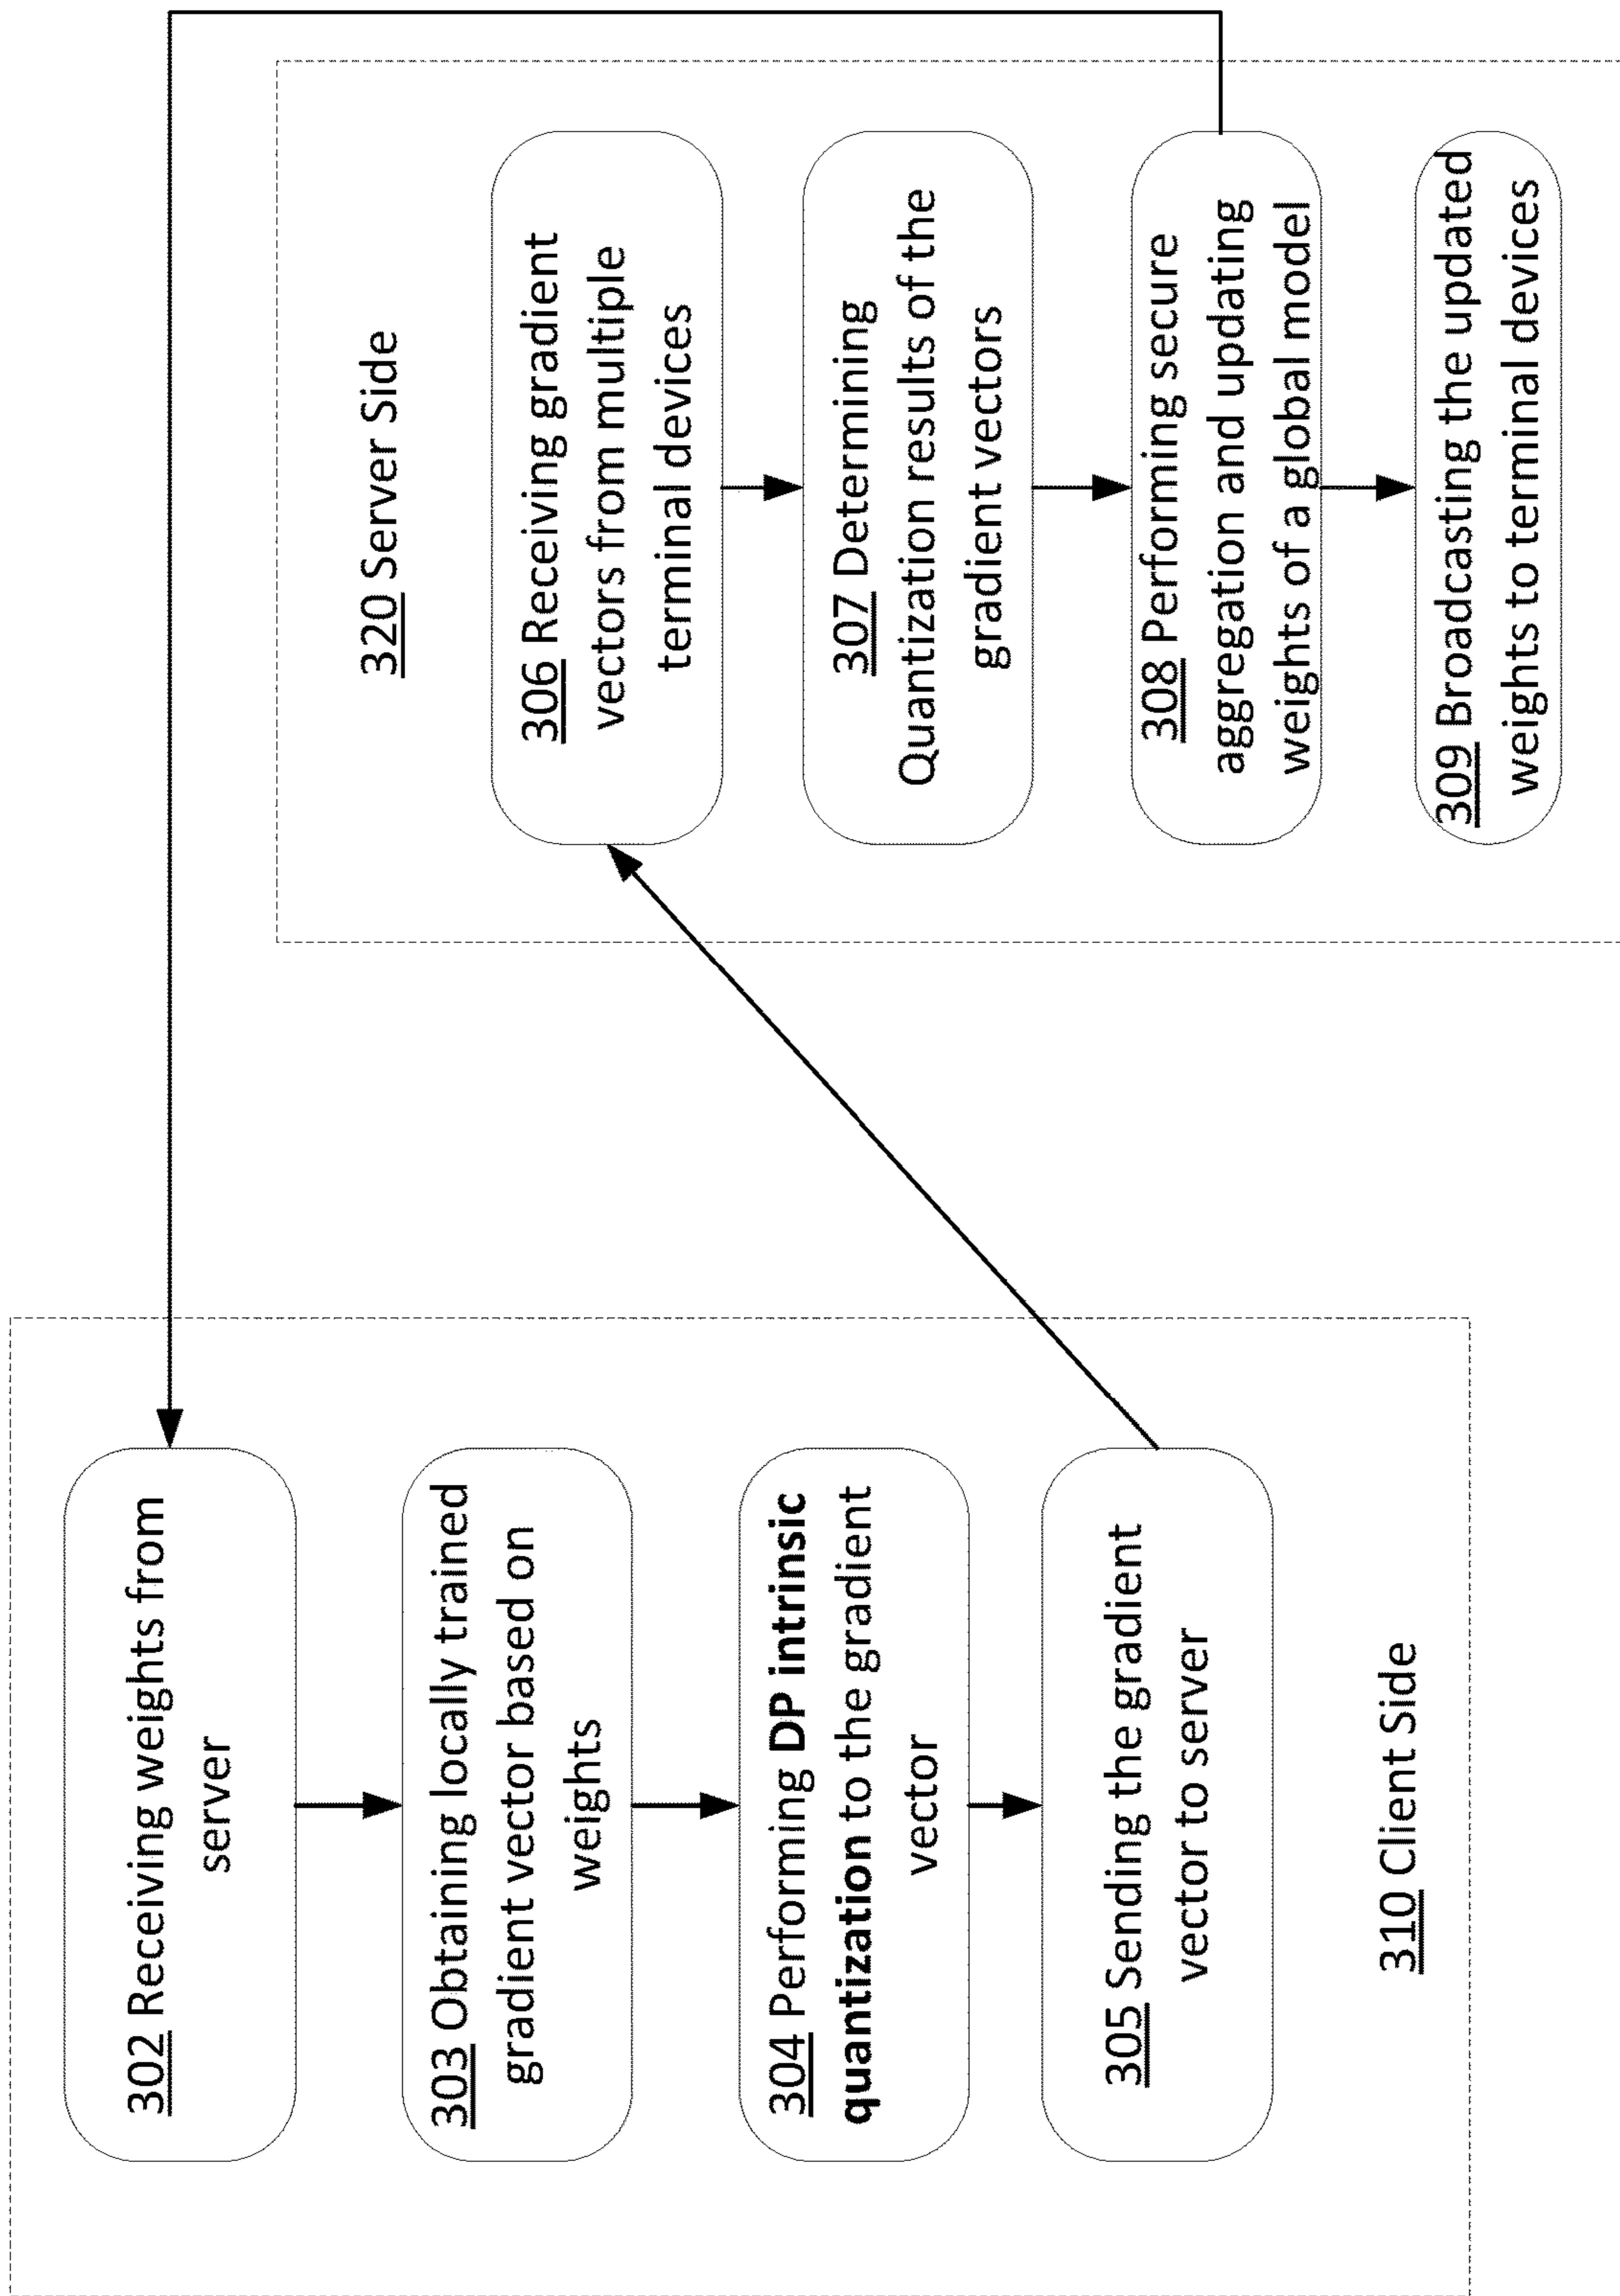 302 Receiving weights from
server
303 Obtaining locally trained
gradient vector based on
weights
304 Performing DP intrinsic
quantization to the gradient
vector
305 Sending the gradient
vector to server
310 Client Side
320 Server Side
306 Receiving gradient
vectors from multiple
terminal devices
307 Determining
Quantization results of the
gradient vectors
308 Performing secure
aggregation and updating
weights of a global model
309 Broadcasting the updated
weights to terminal devices